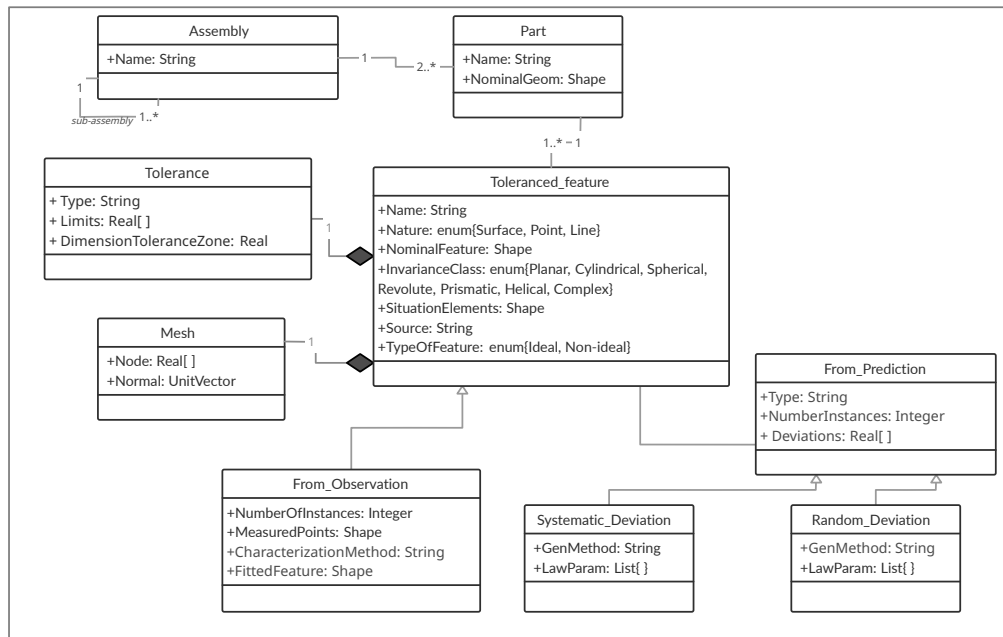 Assembly
+Name: String
1
1..*
sub-assembly
1
2..*
Part
+Name: String
+NominalGeom: Shape
1..*
1
Tolerance
+ Type: String
+ Limits: Real[ ]
+ DimensionToleranceZone: Real
1
Toleranced_feature
+Name: String
+Nature: enum{Surface, Point, Line}
+NominalFeature: Shape
+InvarianceClass: enum{Planar, Cylindrical, Spherical,
Revolute, Prismatic, Helical, Complex}
+SituationElements: Shape
+Source: String
+TypeOfFeature: enum{Ideal, Non-ideal}
Mesh
+Node: Real[ ]
+Normal: UnitVector
1
From_Prediction
+Type: String
+NumberInstances: Integer
+ Deviations: Real[ ]
From_Observation
+NumberOfInstances: Integer
+MeasuredPoints: Shape
+CharacterizationMethod: String
+FittedFeature: Shape
Systematic_Deviation
+GenMethod: String
+LawParam: List{ }
Random_Deviation
+GenMethod: String
+LawParam: List{ }